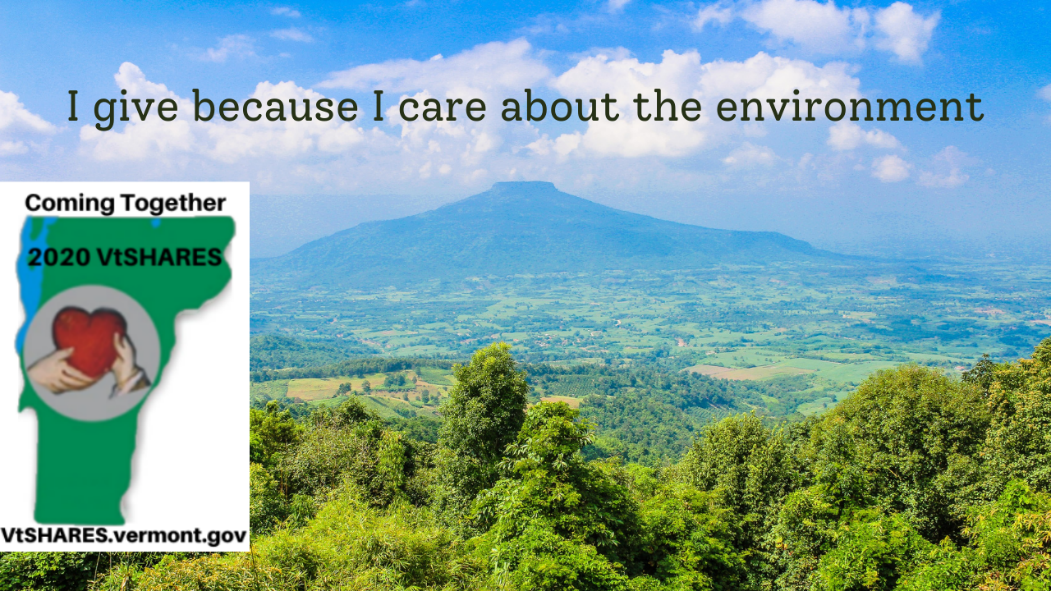 I give because I care about the environment
Coming Together
2020 VtSHARES
VtSHARES.vermont.gov